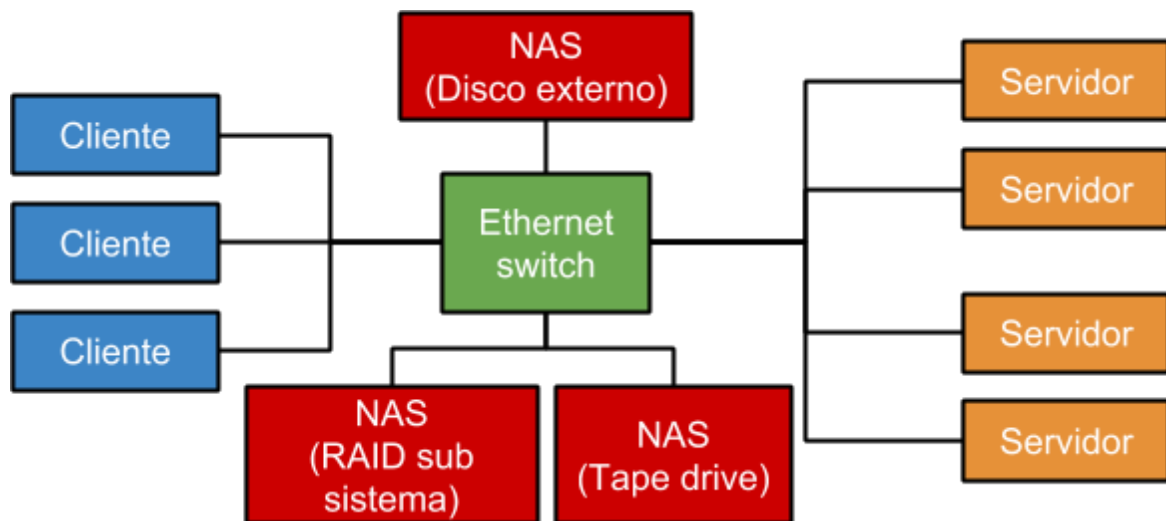 NAS
(Disco externo)
Cliente
Cliente
Cliente
Ethernet
switch
Servidor
Servidor
Servidor
Servidor
NAS
(RAID sub
sistema)
NAS
(Tape drive)